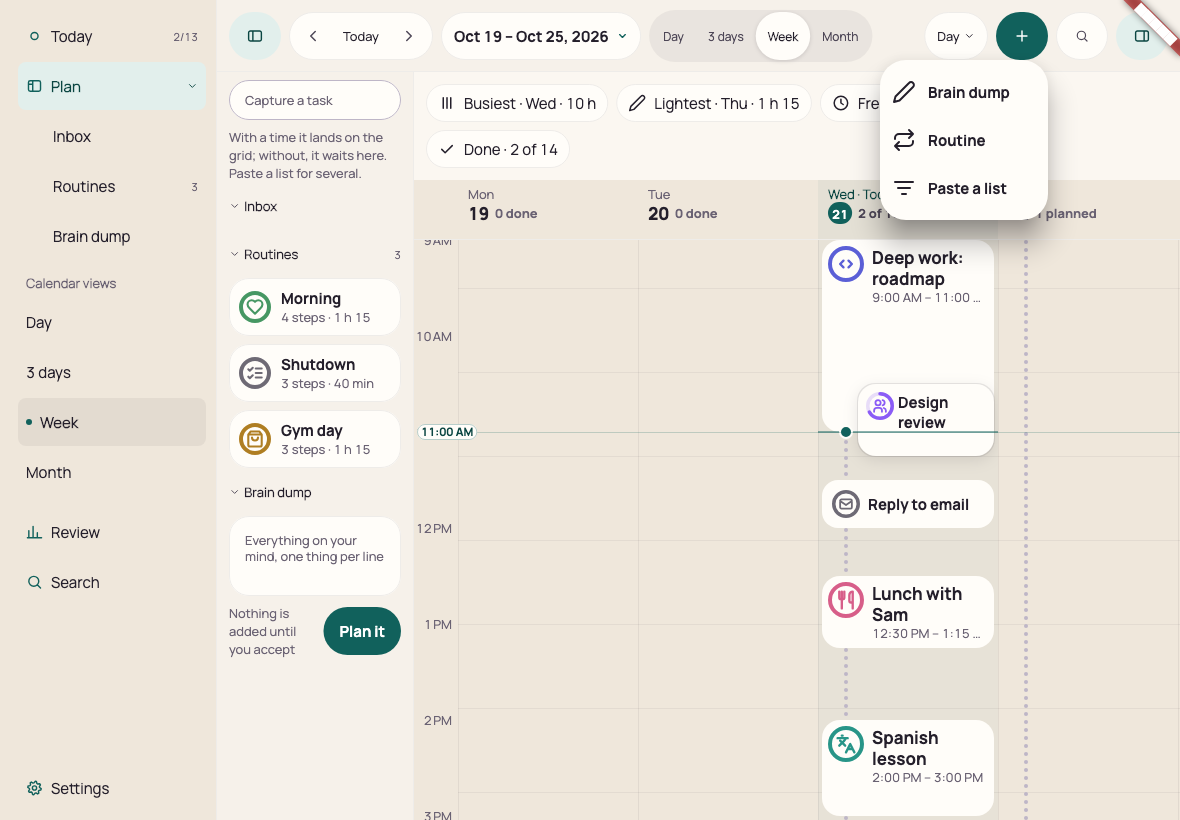 Today
2/13
Plan
Inbox
Routines
3
Brain dump
Calendar views
Day
3 days
Week
Month
Review
Search
Settings
Today
Oct 19 – Oct 25, 2026
Day
3 days
Week
Month
Day
Brain dump
Routine
Paste a list
Capture a task
With a time it lands on the
grid; without, it waits here.
Paste a list for several.
Inbox
Routines
3
Morning
4 steps · 1 h 15
Shutdown
3 steps · 40 min
Gym day
3 steps · 1 h 15
Brain dump
Everything on your
mind, one thing per line
Nothing is
added until
you accept
Plan it
Busiest · Wed · 10 h
Lightest · Thu · 1 h 15
Done · 2 of 14
Mon
19 0 done
Tue
20 0 done
Wed
21 2 of
planned
9 AM
10 AM
11:00 AM
12 PM
1 PM
2 PM
3 PM
Deep work:
roadmap
9:00 AM – 11:00 …
Design
review
Reply to email
Lunch with
Sam
12:30 PM – 1:15 …
Spanish
lesson
2:00 PM – 3:00 PM